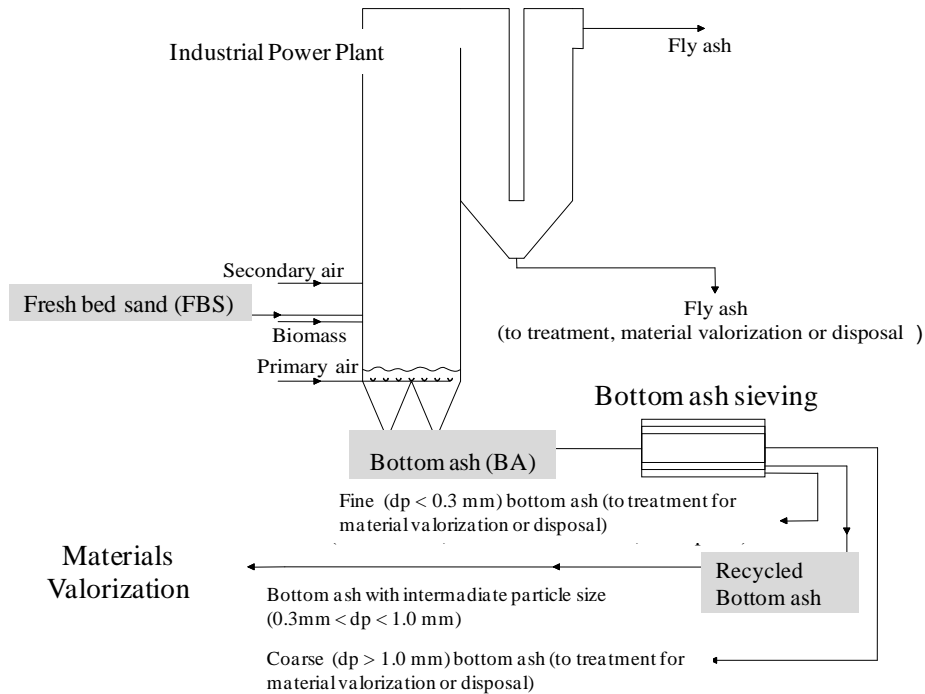 Industrial Power Plant
Fly ash
Secondary air
Fresh bed sand (FBS)
Biomass
Primary air
Fly ash
(to treatment, material valorization or disposal )
Bottom ash sieving
Bottom ash (BA)
Fine (dp < 0.3 mm) bottom ash (to treatment for
material valorization or disposal)
Materials
Valorization
Recycled
Bottom ash
Bottom ash with intermadiate particle size
(0.3mm < dp < 1.0 mm)
Coarse (dp > 1.0 mm) bottom ash (to treatment for
material valorization or disposal)